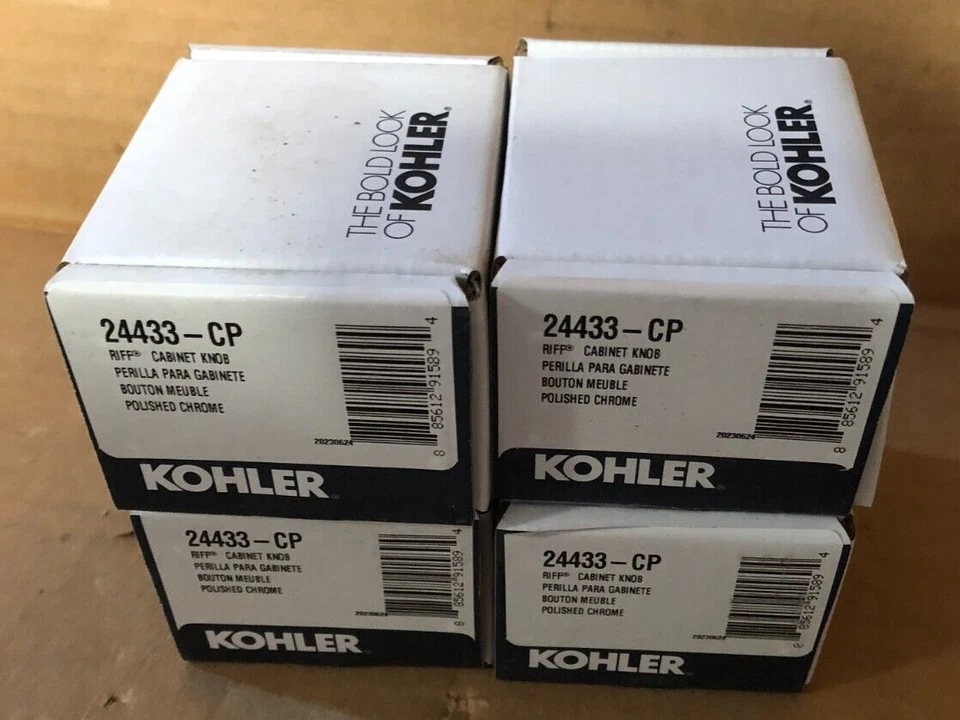 THE BOLD LOOK
OF KOHLER®
THE BOLD LOOK
OF KOHLER®
24433-CP
RIFF® CABINET KNOB
PERILLA PARA GABINETE
BOUTON MEUBLE
POLISHED CHROME
20230624
8 85612 91589 4
KOHLER
24433-CP
RIFF® CABINET KNOB
PERILLA PARA GABINETE
BOUTON MEUBLE
POLISHED CHROME
20230624
8 85612 91589 4
KOHLER
24433-CP
RIFF® CABINET KNOB
PERILLA PARA GABINETE
BOUTON MEUBLE
POLISHED CHROME
20230624
8 85612 91589 4
KOHLER
24433-CP
RIFF® CABINET KNOB
PERILLA PARA GABINETE
BOUTON MEUBLE
POLISHED CHROME
20230624
8 85612 91589 4
KOHLER